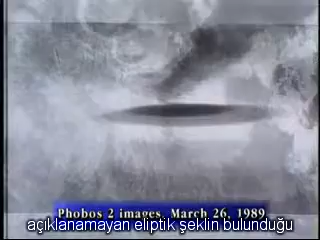 Phobos 2 images, March 26, 1989
açıklanamayan eliptik şeklin bulunduğu